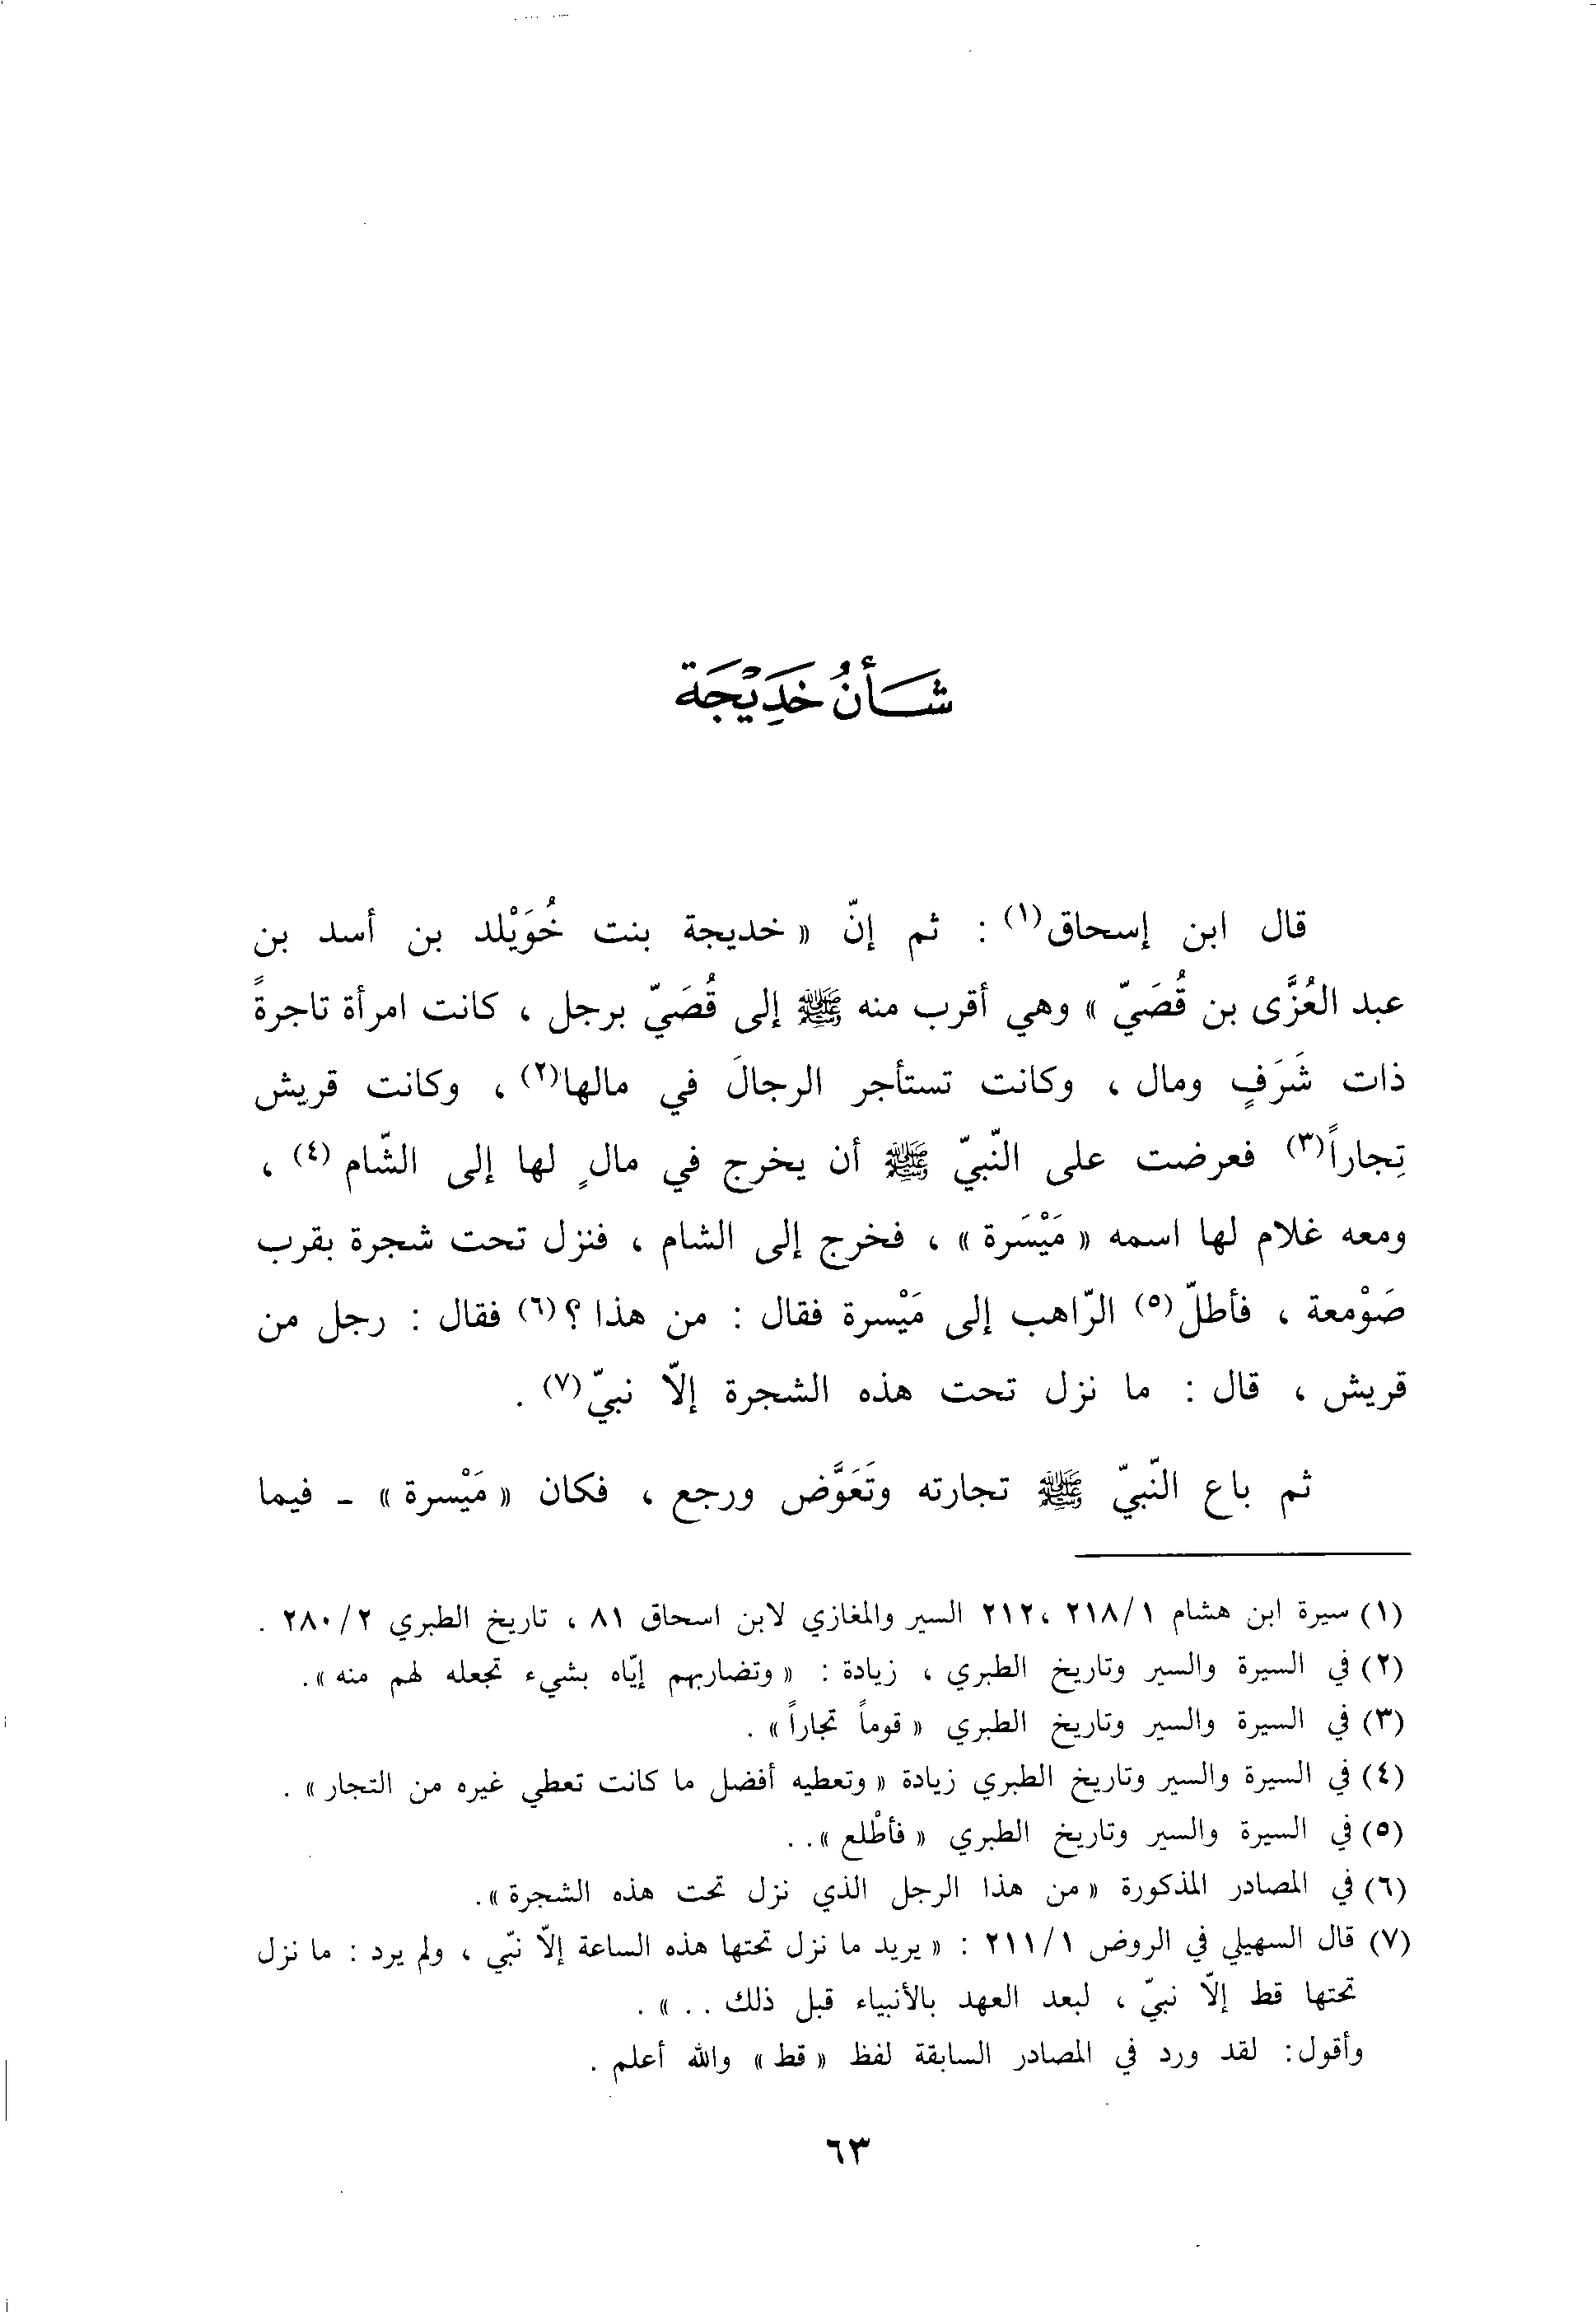 شَأنُ خَدِيْجَة
قال ابن إسحاق(١) : ثم إنّ « خديجة بنت خُوَيْلد بن أسد بن
عبد العُزَّى بن قُصَيّ » وهي أقرب منه ﷺ إلى قُصَيّ برجل ، كانت امرأة تاجرةً
ذات شَرَفٍ ومال ، وكانت تستأجر الرجالَ في مالها(٢) ، وكانت قريش
تِجاراً(٣) فعرضت على النّبيّ ﷺ أن يخرج في مالٍ لها إلى الشّام (٤) ،
ومعه غلام لها اسمه « مَيْسَرة » ، فخرج إلى الشام ، فنزل تحت شجرة بقرب
صَوْمعة ، فأطلّ(٥) الرّاهب إلى مَيْسرة فقال : من هذا ؟(٦) فقال : رجل من
قريش ، قال : ما نزل تحت هذه الشجرة إلاّ نبيّ(٧) .
ثم باع النّبيّ ﷺ تجارته وتَعَوَّض ورجع ، فكان « مَيْسرة » - فيما
(١) سيرة ابن هشام ٢١٨/١ ،٢١٢ السير والمغازي لابن اسحاق ٨١ ، تاريخ الطبري ٢٨٠/٢ .
(٢) في السيرة والسير وتاريخ الطبري ، زيادة : « وتضاربهم إيّاه بشيء تجعله لهم منه ».
(٣) في السيرة والسير وتاريخ الطبري « قوماً تجاراً » .
(٤) في السيرة والسير وتاريخ الطبري زيادة « وتعطيه أفضل ما كانت تعطي غيره من التجار » .
(٥) في السيرة والسير وتاريخ الطبري « فأطْلع ». .
(٦) في المصادر المذكورة « من هذا الرجل الذي نزل تحت هذه الشجرة ».
(٧) قال السهيلي في الروض ٢١١/١ : « يريد ما نزل تحتها هذه الساعة إلاّ نبّي ، ولم يرد : ما نزل
تحتها قط إلاّ نبيّ ، لبعد العهد بالأنبياء قبل ذلك . . » .
وأقول: لقد ورد في المصادر السابقة لفظ « قط » والله أعلم .
٦٣